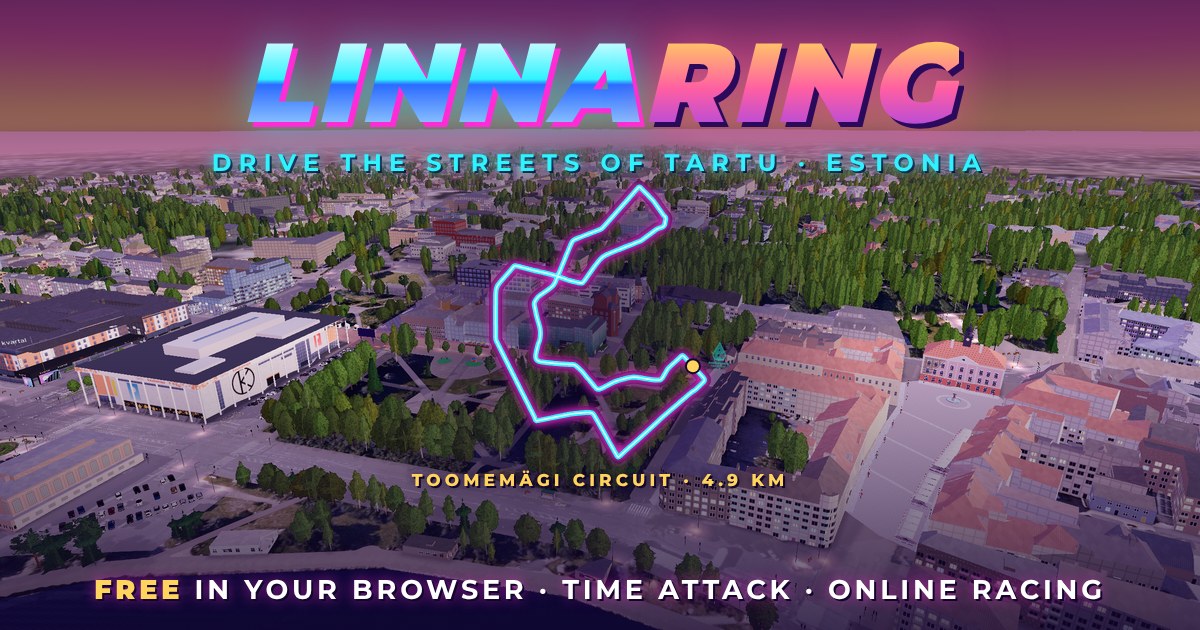 LINNARING
DRIVE THE STREETS OF TARTU · ESTONIA
kvartal
k
TOOMEMÄGI CIRCUIT · 4.9 KM
FREE IN YOUR BROWSER · TIME ATTACK · ONLINE RACING